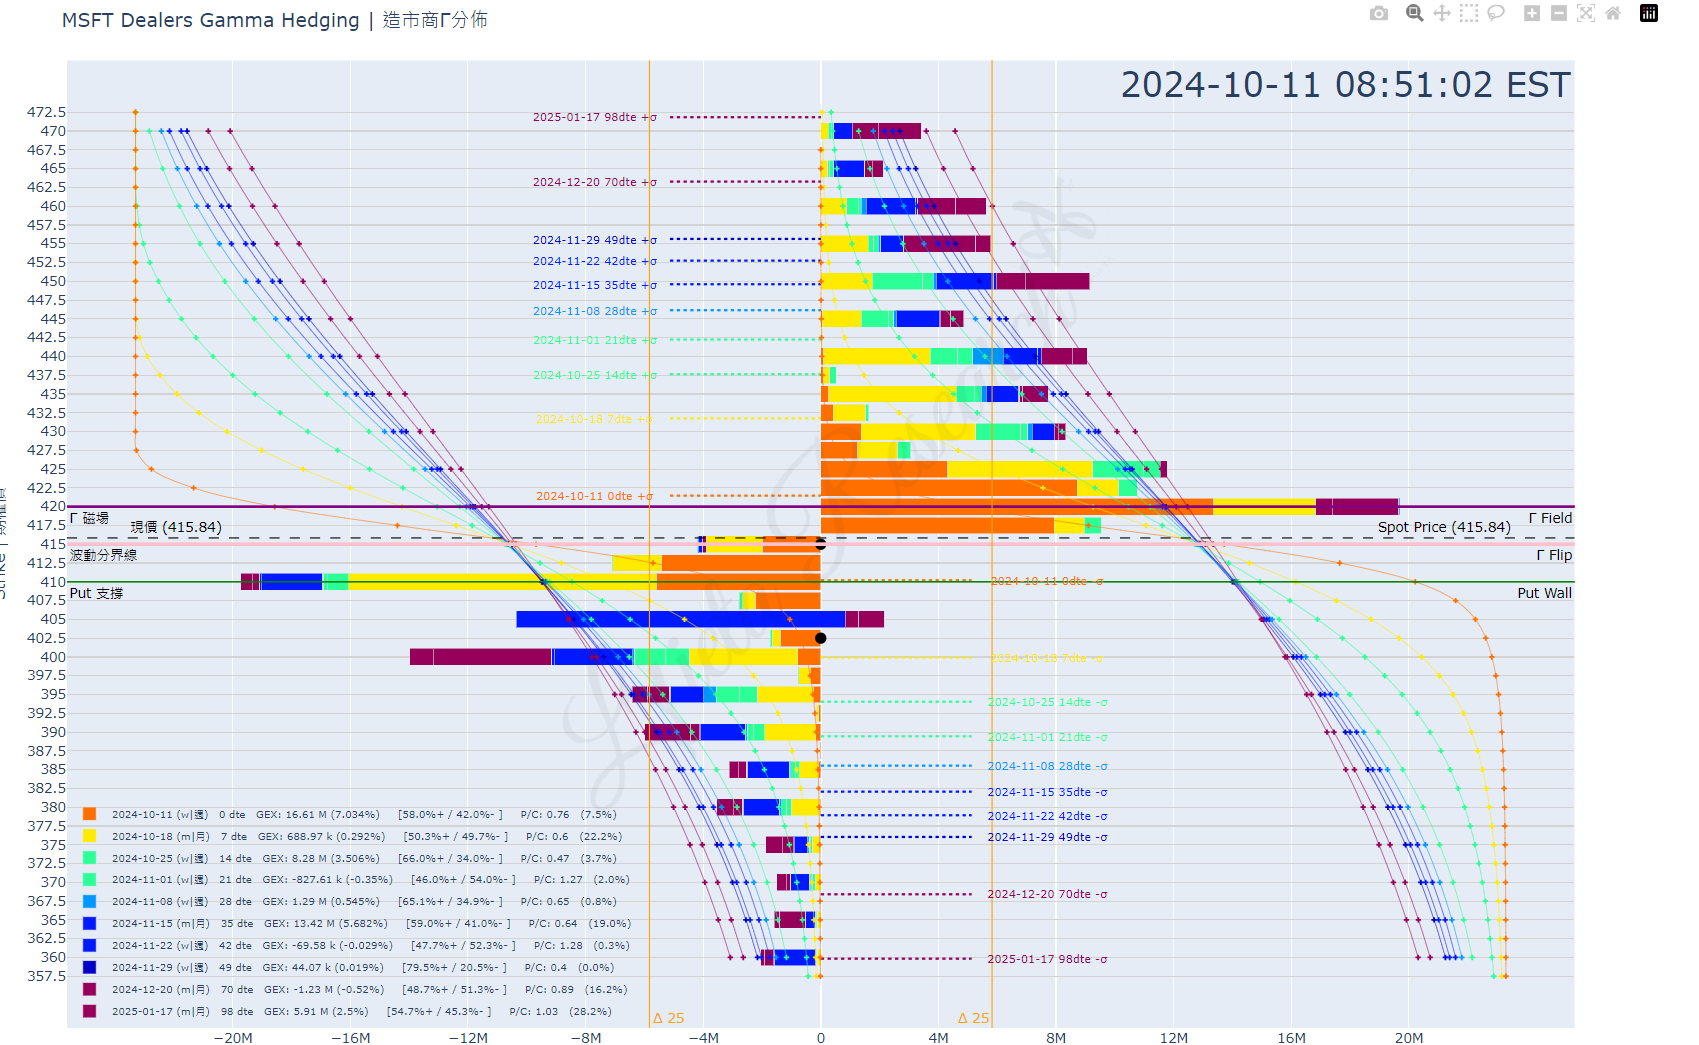 MSFT Dealers Gamma Hedging | 造市商Γ分佈
2024-10-11 08:51:02 EST
472.5
470
467.5
465
462.5
460
457.5
455
452.5
450
447.5
445
442.5
440
437.5
435
432.5
430
427.5
425
422.5
420
417.5
415
412.5
410
407.5
405
402.5
400
397.5
395
392.5
390
387.5
385
382.5
380
377.5
375
372.5
370
367.5
365
362.5
360
357.5
2025-01-17 98dte +σ
2024-12-20 70dte +σ
2024-11-29 49dte +σ
2024-11-22 42dte +σ
2024-11-15 35dte +σ
2024-11-08 28dte +σ
2024-11-01 21dte +σ
2024-10-25 14dte +σ
2024-10-18 7dte +σ
2024-10-11 0dte +σ
Γ 磁場
Γ Field
現價 (415.84)
Spot Price (415.84)
波動分界線
Γ Flip
Put 支撐
Put Wall
2024-10-11 0dte -σ
2024-10-18 7dte -σ
2024-10-25 14dte -σ
2024-11-01 21dte -σ
2024-11-08 28dte -σ
2024-11-15 35dte -σ
2024-11-22 42dte -σ
2024-11-29 49dte -σ
2024-12-20 70dte -σ
2025-01-17 98dte -σ
2024-10-11 (w|週) 0 dte GEX: 16.61 M (7.034%) [58.0%+ / 42.0%- ] P/C: 0.76 (7.5%)
2024-10-18 (m|月) 7 dte GEX: 688.97 k (0.292%) [50.3%+ / 49.7%- ] P/C: 0.6 (22.2%)
2024-10-25 (w|週) 14 dte GEX: 8.28 M (3.506%) [66.0%+ / 34.0%- ] P/C: 0.47 (3.7%)
2024-11-01 (w|週) 21 dte GEX: -827.61 k (-0.35%) [46.0%+ / 54.0%- ] P/C: 1.27 (2.0%)
2024-11-08 (w|週) 28 dte GEX: 1.29 M (0.545%) [65.1%+ / 34.9%- ] P/C: 0.65 (0.8%)
2024-11-15 (m|月) 35 dte GEX: 13.42 M (5.682%) [59.0%+ / 41.0%- ] P/C: 0.64 (19.0%)
2024-11-22 (w|週) 42 dte GEX: -69.58 k (-0.029%) [47.7%+ / 52.3%- ] P/C: 1.28 (0.3%)
2024-11-29 (w|週) 49 dte GEX: 44.07 k (0.019%) [79.5%+ / 20.5%- ] P/C: 0.4 (0.0%)
2024-12-20 (m|月) 70 dte GEX: -1.23 M (-0.52%) [48.7%+ / 51.3%- ] P/C: 0.89 (16.2%)
2025-01-17 (m|月) 98 dte GEX: 5.91 M (2.5%) [54.7%+ / 45.3%- ] P/C: 1.03 (28.2%)
Δ 25
Δ 25
−20M
−16M
−12M
−8M
−4M
0
4M
8M
12M
16M
20M